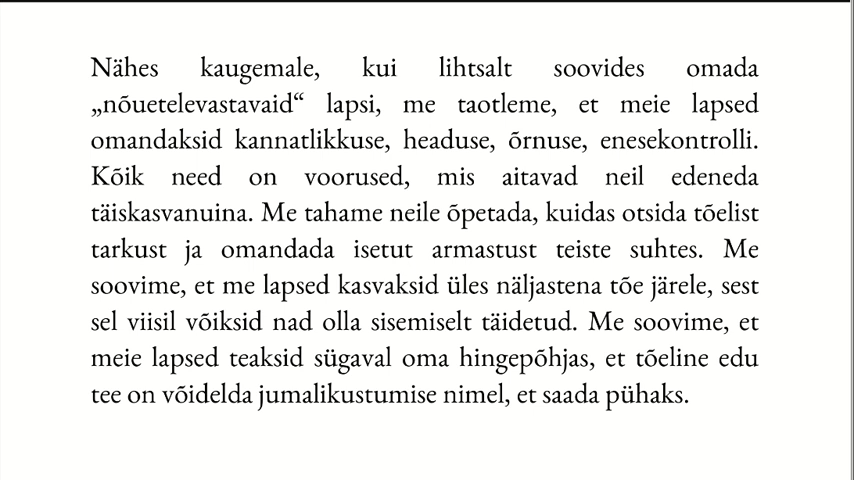 Nähes kaugemale, kui lihtsalt soovides omada
„nõuetelevastavaid“ lapsi, me taotleme, et meie lapsed
omandaksid kannatlikkuse, headuse, õrnuse, enesekontrolli.
Kõik need on voorused, mis aitavad neil edeneda
täiskasvanuina. Me tahame neile õpetada, kuidas otsida tõelist
tarkust ja omandada isetut armastust teiste suhtes. Me
soovime, et me lapsed kasvaksid üles näljastena tõe järele, sest
sel viisil võiksid nad olla sisemiselt täidetud. Me soovime, et
meie lapsed teaksid sügaval oma hingepõhjas, et tõeline edu
tee on võidelda jumalikustumise nimel, et saada pühaks.